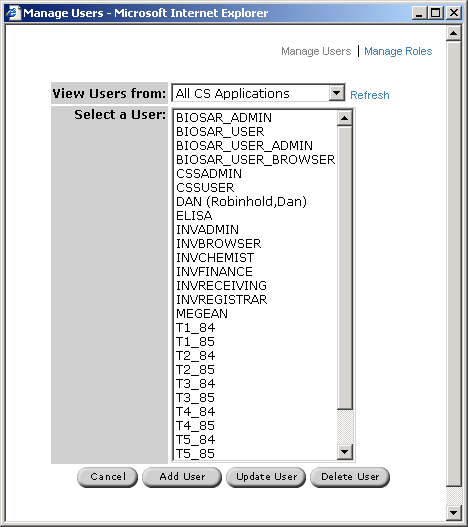 Manage Users - Microsoft Internet Explorer
Manage Users | Manage Roles
View Users from: All CS Applications Refresh
Select a User:
BIOSAR_ADMIN
BIOSAR_USER
BIOSAR_USER_ADMIN
BIOSAR_USER_BROWSER
CSSADMIN
CSSUSER
DAN (Robinhold,Dan)
ELISA
INVADMIN
INVBROWSER
INVCHEMIST
INVFINANCE
INVRECEIVING
INVREGISTRAR
MEGEAN
T1_84
T1_85
T2_84
T2_85
T3_84
T3_85
T4_84
T4_85
T5_84
T5_85
Cancel Add User Update User Delete User